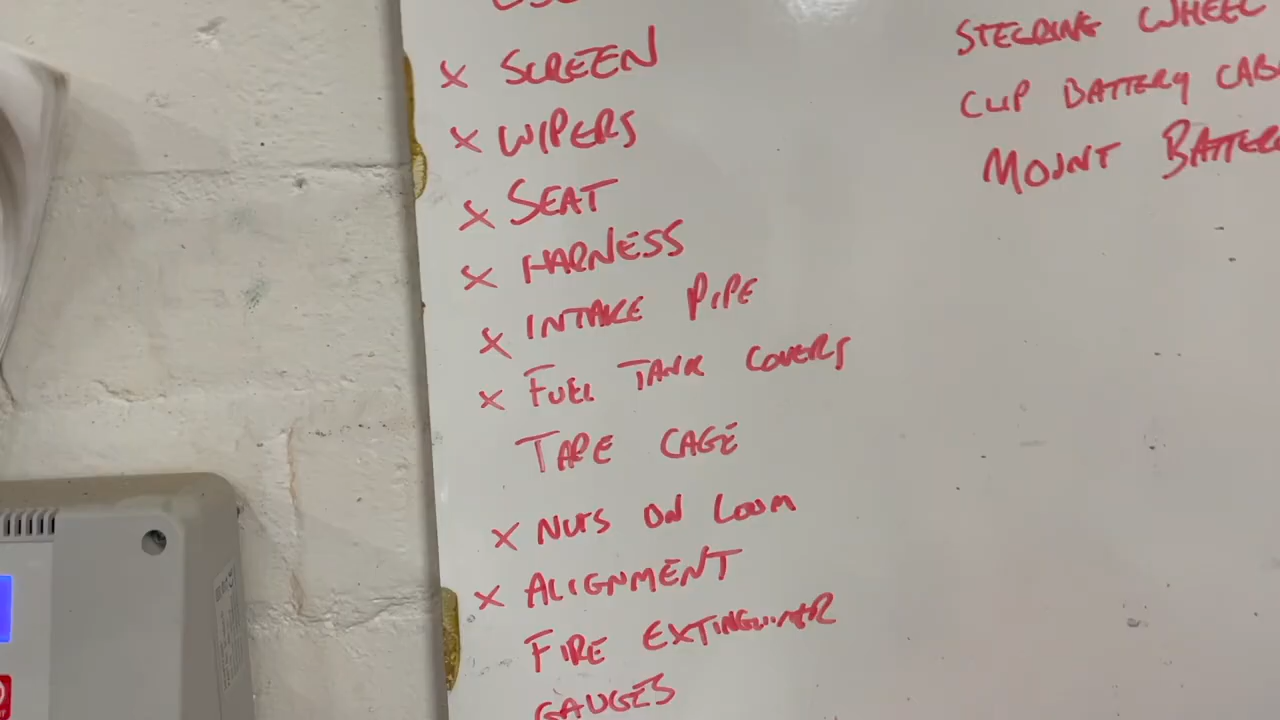 × SCREEN
× WIPERS
× SEAT
× HARNESS
× INTAKE PIPE
× FUEL TANK COVERS
TAPE CAGE
× NUTS ON LOOM
× ALIGNMENT
FIRE EXTINGUISHER
GAUGES
STEERING WHEEL
CLIP BATTERY
MOUNT